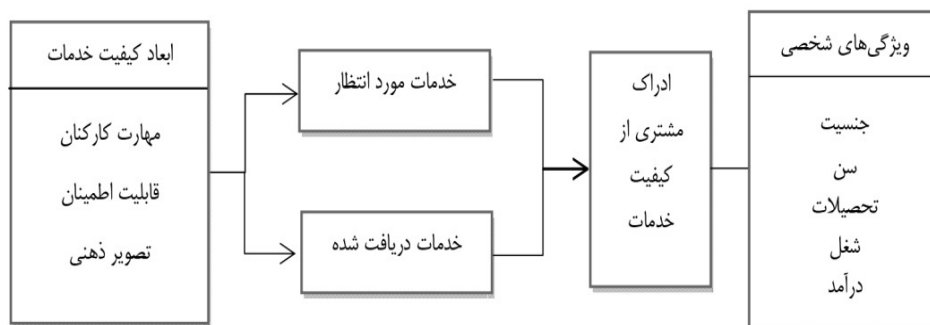 ابعاد کیفیت خدمات
مهارت کارکنان
قابلیت اطمینان
تصویر ذهنی
خدمات مورد انتظار
خدمات دریافت شده
ادراک
مشتری از
کیفیت
خدمات
ویژگی‌های شخصی
جنسیت
سن
تحصیلات
شغل
درآمد